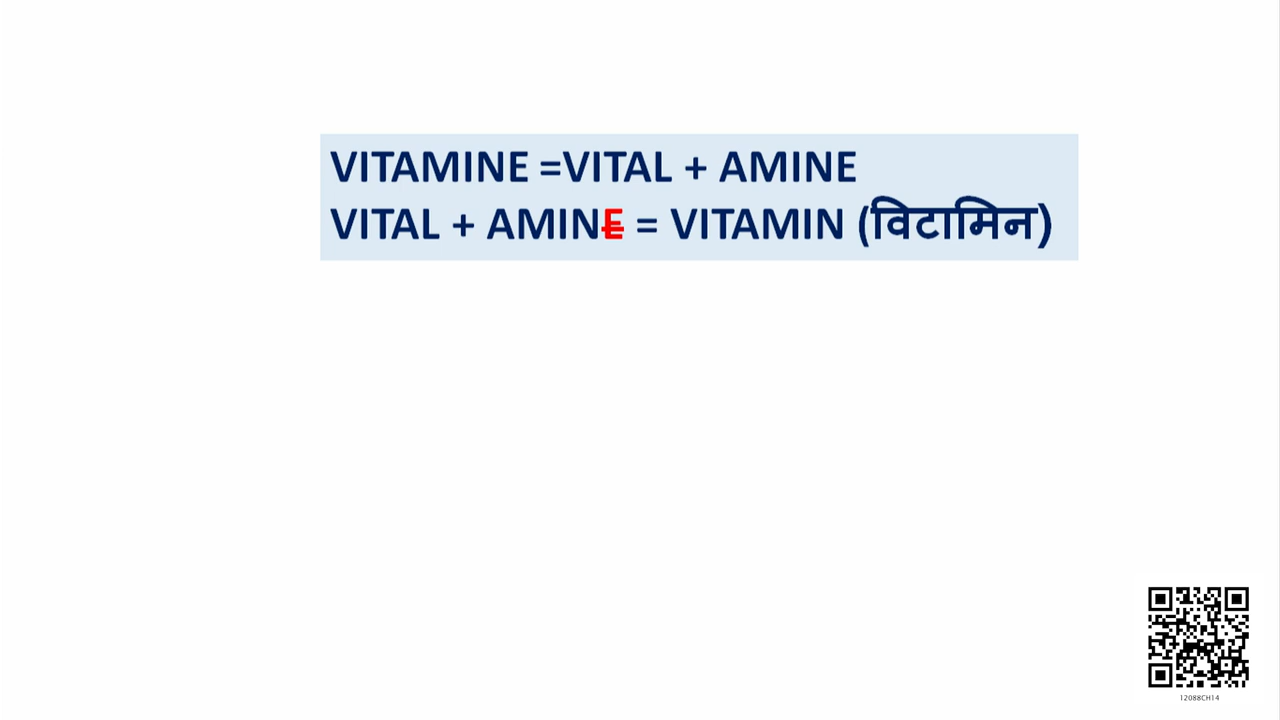 VITAMINE =VITAL + AMINE
VITAL + AMINE = VITAMIN (विटामिन)
12088CH14